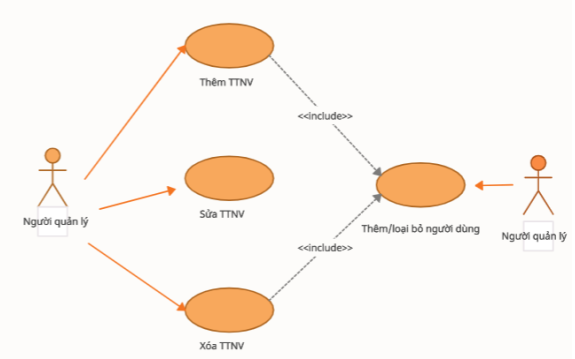 Thêm TTNV
<<include>>
Người quản lý
Sửa TTNV
Thêm/loại bỏ người dùng
Người quản lý
<<include>>
Xóa TTNV